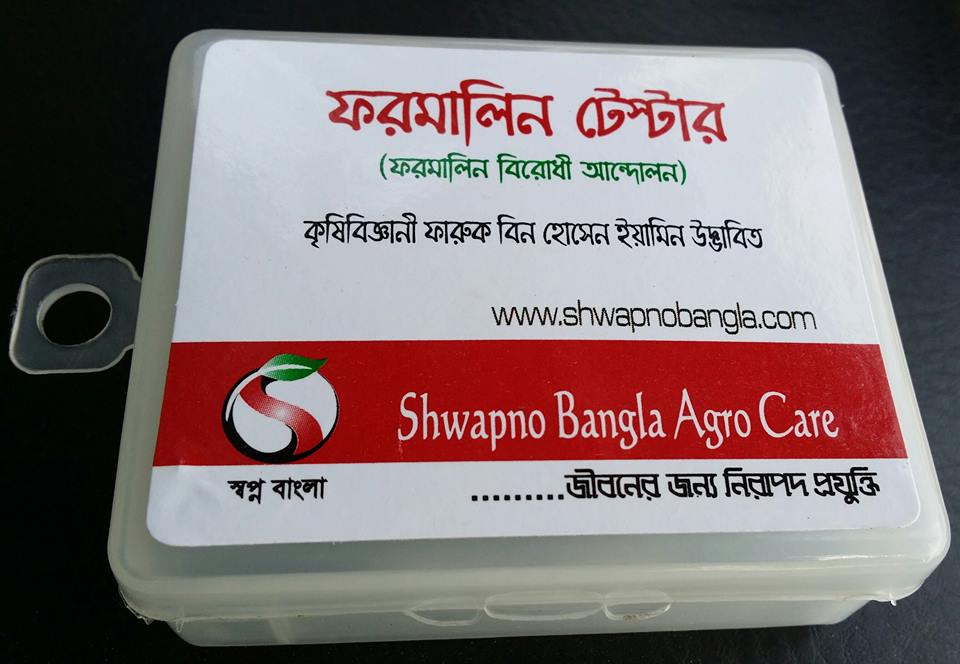 ফরমালিন টেস্টার
(ফরমালিন বিরোধী আন্দোলন)
কৃষিবিজ্ঞানী ফারুক বিন হোসেন ইয়ামিন উদ্ভাবিত
www.shwapnobangla.com
Shwapno Bangla Agro Care
স্বপ্ন বাংলা
.........জীবনের জন্য নিরাপদ প্রযুক্তি